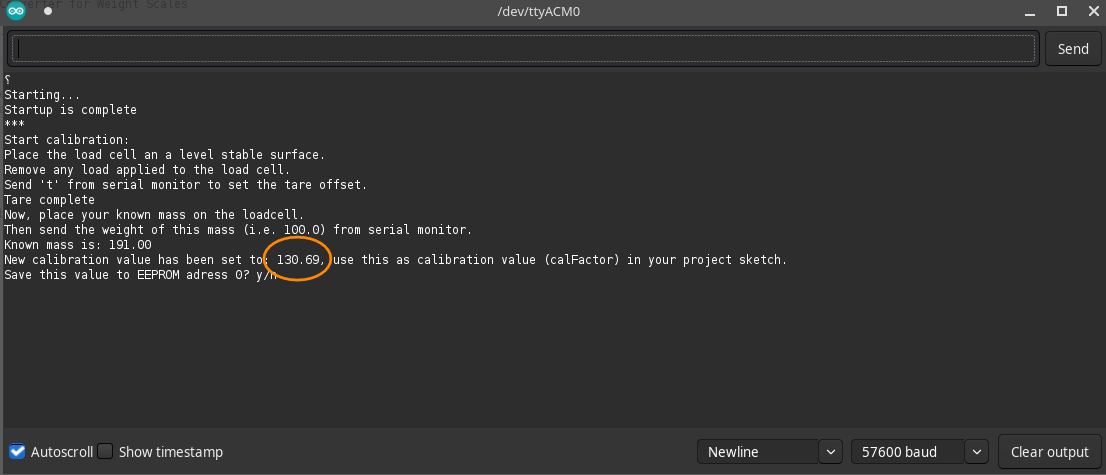 /dev/ttyACM0
Send
Starting...
Startup is complete
***
Start calibration:
Place the load cell an a level stable surface.
Remove any load applied to the load cell.
Send 't' from serial monitor to set the tare offset.
Tare complete
Now, place your known mass on the loadcell.
Then send the weight of this mass (i.e. 100.0) from serial monitor.
Known mass is: 191.00
New calibration value has been set to: 130.69, use this as calibration value (calFactor) in your project sketch.
Save this value to EEPROM adress 0? y/n
Autoscroll Show timestamp Newline 57600 baud Clear output